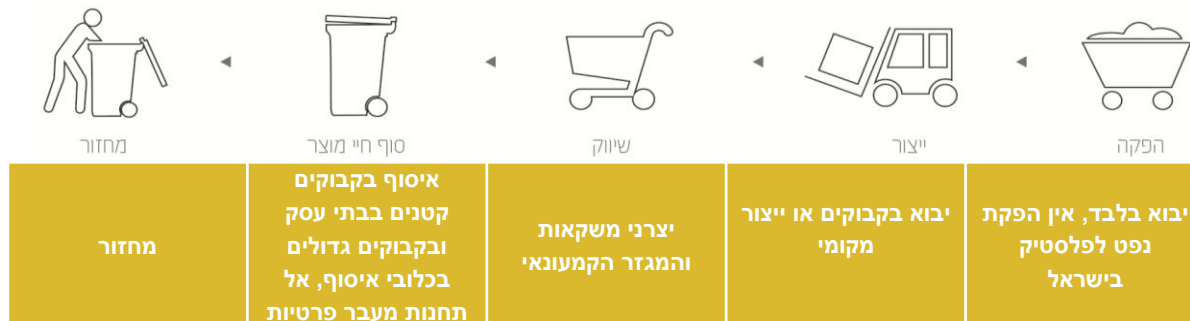 הפקה
ייצור
שיווק
סוף חיי מוצר
מחזור
יבוא בלבד, אין הפקת
נפט לפלסטיק
בישראל
יבוא בקבוקים או ייצור
מקומי
יצרני משקאות
והמגזר הקמעונאי
איסוף בקבוקים
קטנים בבתי עסק
ובקבוקים גדולים
בכלובי איסוף, אל
תחנות מעבר פרטיות
מחזור